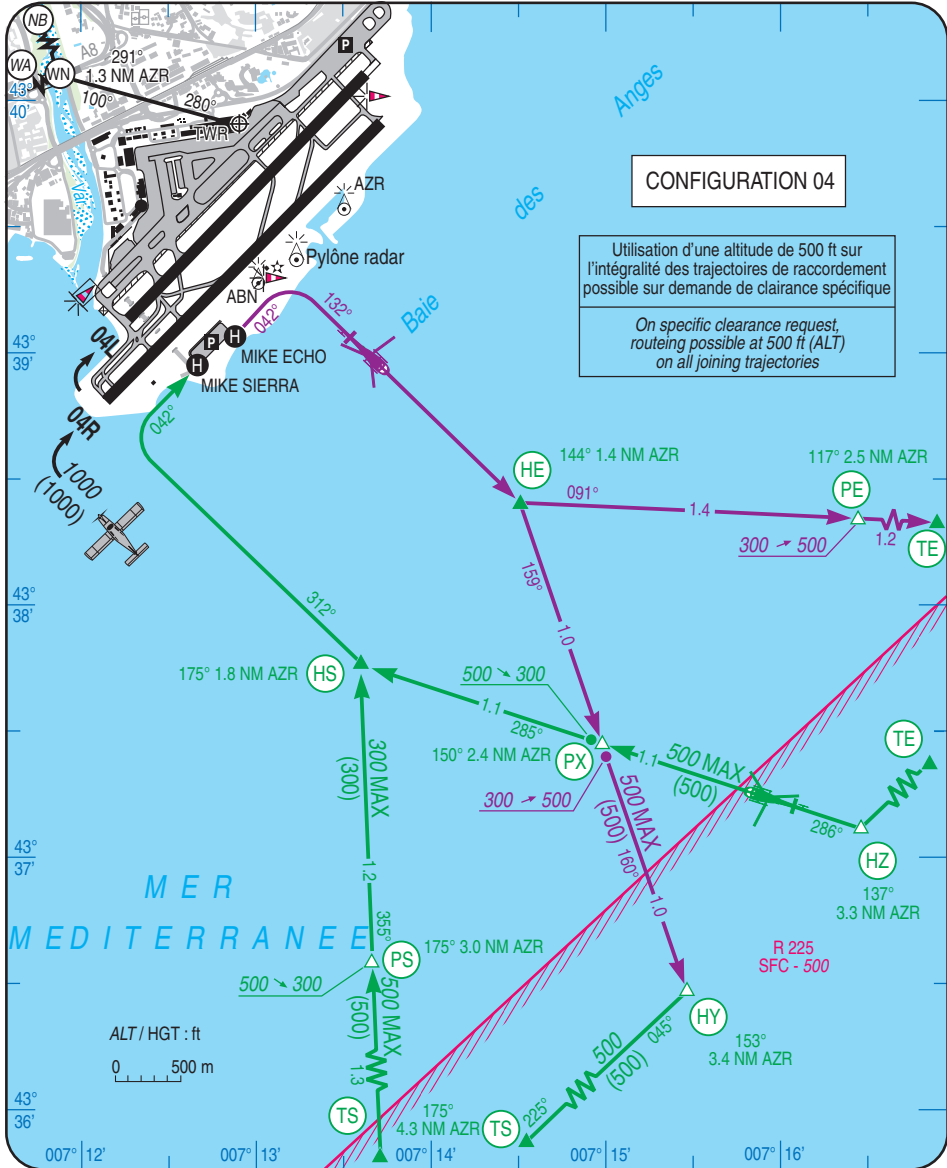 NB
WA
WN
A8
291°
1.3 NM AZR
100°
280°
TWR
P
43°
40'
Var
Anges
des
Baie
CONFIGURATION 04
Utilisation d'une altitude de 500 ft sur
l'intégralité des trajectoires de raccordement
possible sur demande de clairance spécifique
On specific clearance request,
routeing possible at 500 ft (ALT)
on all joining trajectories
AZR
Pylône radar
ABN
042°
132°
P
H
MIKE ECHO
H
MIKE SIERRA
43°
39'
04L
04R
042°
1000
(1000)
HE
144° 1.4 NM AZR
117° 2.5 NM AZR
PE
091°
1.4
300 ➚ 500
1.2
TE
159°
1.0
43°
38'
312°
175° 1.8 NM AZR
HS
500 ➘ 300
1.1
285°
150° 2.4 NM AZR
PX
300 ➚ 500
1.1
500 MAX
(500)
286°
TE
HZ
137°
3.3 NM AZR
300 MAX
(300)
1.2
355°
500 MAX
(500)
160°
1.0
43°
37'
MER
MEDITERRANEE
PS
175° 3.0 NM AZR
500 ➘ 300
500 MAX
(500)
1.3
R 225
SFC - 500
HY
153°
3.4 NM AZR
045°
500
(500)
225°
ALT / HGT : ft
0 500 m
43°
36'
TS
175°
4.3 NM AZR
TS
007° 12'
007° 13'
007° 14'
007° 15'
007° 16'